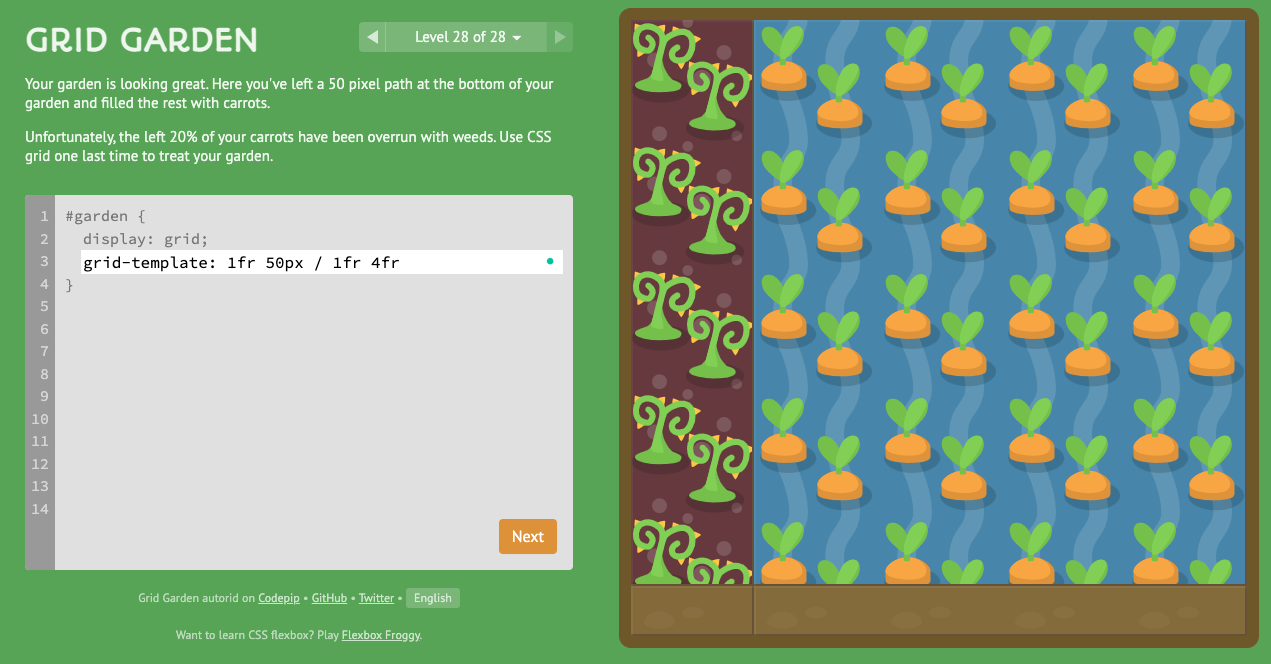 GRID GARDEN
Level 28 of 28
Your garden is looking great. Here you've left a 50 pixel path at the bottom of your
garden and filled the rest with carrots.
Unfortunately, the left 20% of your carrots have been overrun with weeds. Use CSS
grid one last time to treat your garden.
1 #garden {
2 display: grid;
3 grid-template: 1fr 50px / 1fr 4fr
4 }
5
6
7
8
9
10
11
12
13
14
Next
Grid Garden autorid on Codepip • GitHub • Twitter • English
Want to learn CSS flexbox? Play Flexbox Froggy.